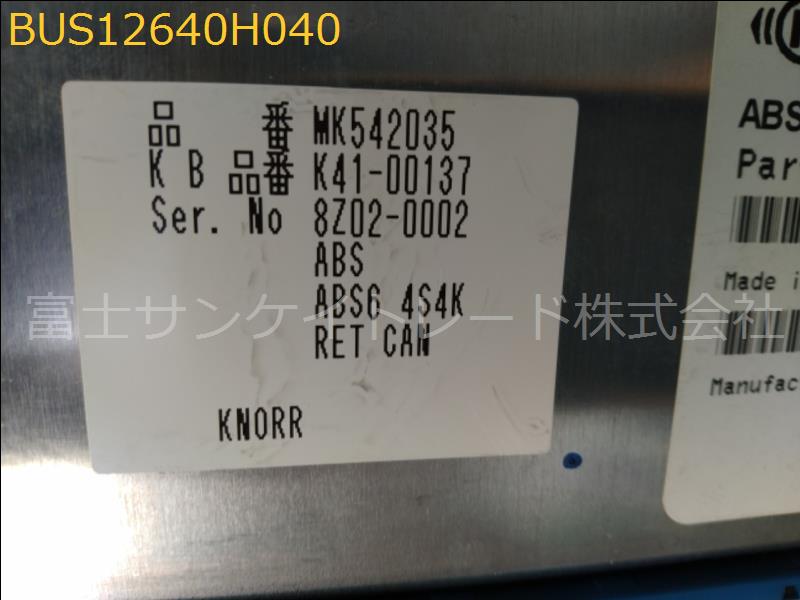 BUS12640H040
品 番 MK542035
K B 品番 K41-00137
Ser. No 8Z02-0002
ABS
ABS6 4S4K
RET CAN
KNORR
富士サンケイトレード株式会社
ABS
Par
Made i
Manufac